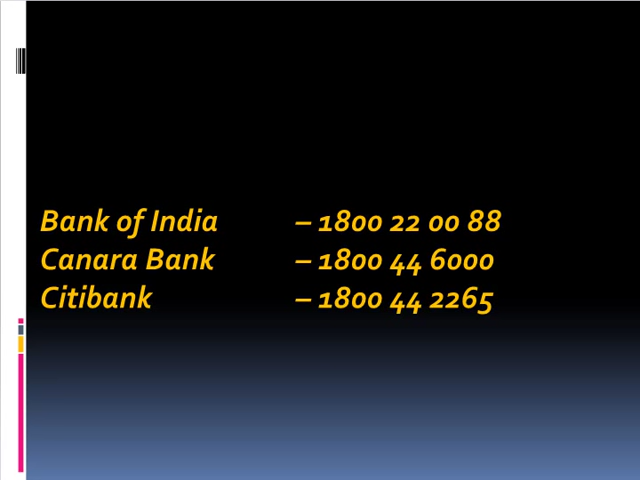 Bank of India – 1800 22 00 88
Canara Bank – 1800 44 6000
Citibank – 1800 44 2265